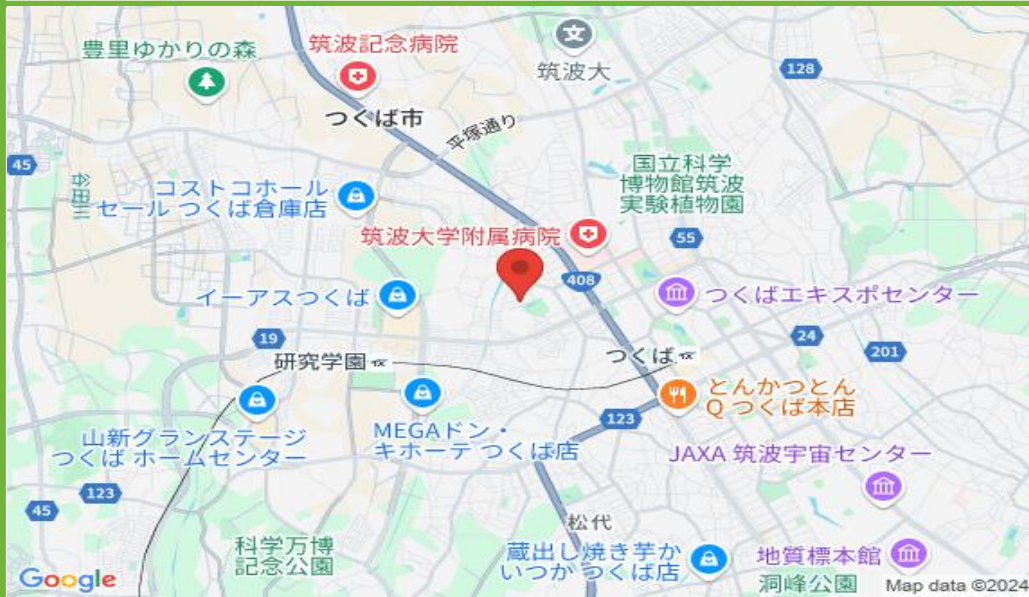 豊里ゆかりの森
筑波記念病院
筑波大
128
つくば市
平塚通り
45
谷田川
国立科学
博物館筑波
実験植物園
コストコホール
セール つくば倉庫店
筑波大学附属病院
55
408
イーアスつくば
つくばエキスポセンター
19
24
201
研究学園
つくば
とんかつとん
Q つくば本店
123
山新グランステージ
つくば ホームセンター
MEGAドン・
キホーテ つくば店
JAXA 筑波宇宙センター
123
45
松代
科学万博
記念公園
蔵出し焼き芋か
いつか つくば店
地質標本館
洞峰公園
Google
Map data ©2024